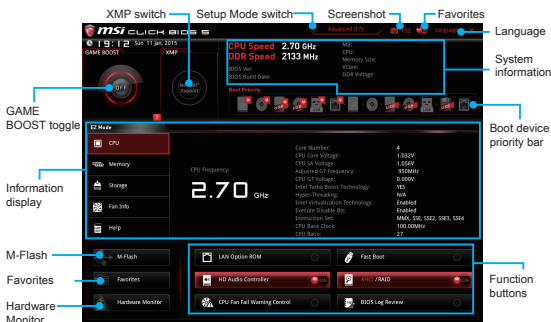 XMP switch
Setup Mode switch
Screenshot
Favorites
msi CLICK BIOS 5
Advanced (F7)
F12
Language
X
Language
19:12 Sun 11 Jan, 2015
GAME BOOST
XMP
CPU Speed 2.70 GHz
DDR Speed 2133 MHz
MB:
CPU:
Memory Size:
VCore:
DDR Voltage:
BIOS Ver:
BIOS Build Date:
System
information
OFF
Support
Boot Priority
GAME
BOOST toggle
Boot device
priority bar
EZ Mode
CPU
Memory
Storage
Fan Info
Help
CPU Frequency:
2.70 GHz
Core Number: 4
CPU Core Voltage: 1.032V
CPU SA Voltage: 1.056V
Adjusted GT Frequency: 950MHz
CPU GT Voltage: 0.000V
Intel Turbo Boost Technology: YES
Hyper-Threading: N/A
Intel Virtualization Technology: Enabled
Execute Disable Bit: Enabled
Instruction Set: MMX, SSE, SSE2, SSE3, SSE4
CPU Base Clock: 100.00MHz
CPU Ratio: 27
Information
display
M-Flash
M-Flash
LAN Option ROM
Fast Boot
Favorites
Favorites
HD Audio Controller
ON
AHCI /RAID
ON
Function
buttons
Hardware
Monitor
Hardware Monitor
CPU Fan Fail Warning Control
BIOS Log Review